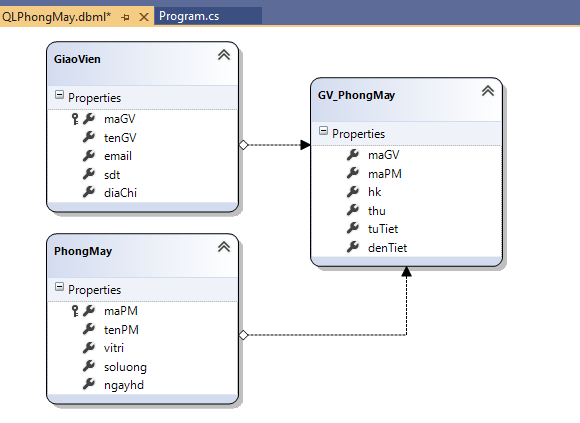 QLPhongMay.dbml*
Program.cs
GiaoVien
Properties
maGV
tenGV
email
sdt
diaChi
GV_PhongMay
Properties
maGV
maPM
hk
thu
tuTiet
denTiet
PhongMay
Properties
maPM
tenPM
vitri
soluong
ngayhd